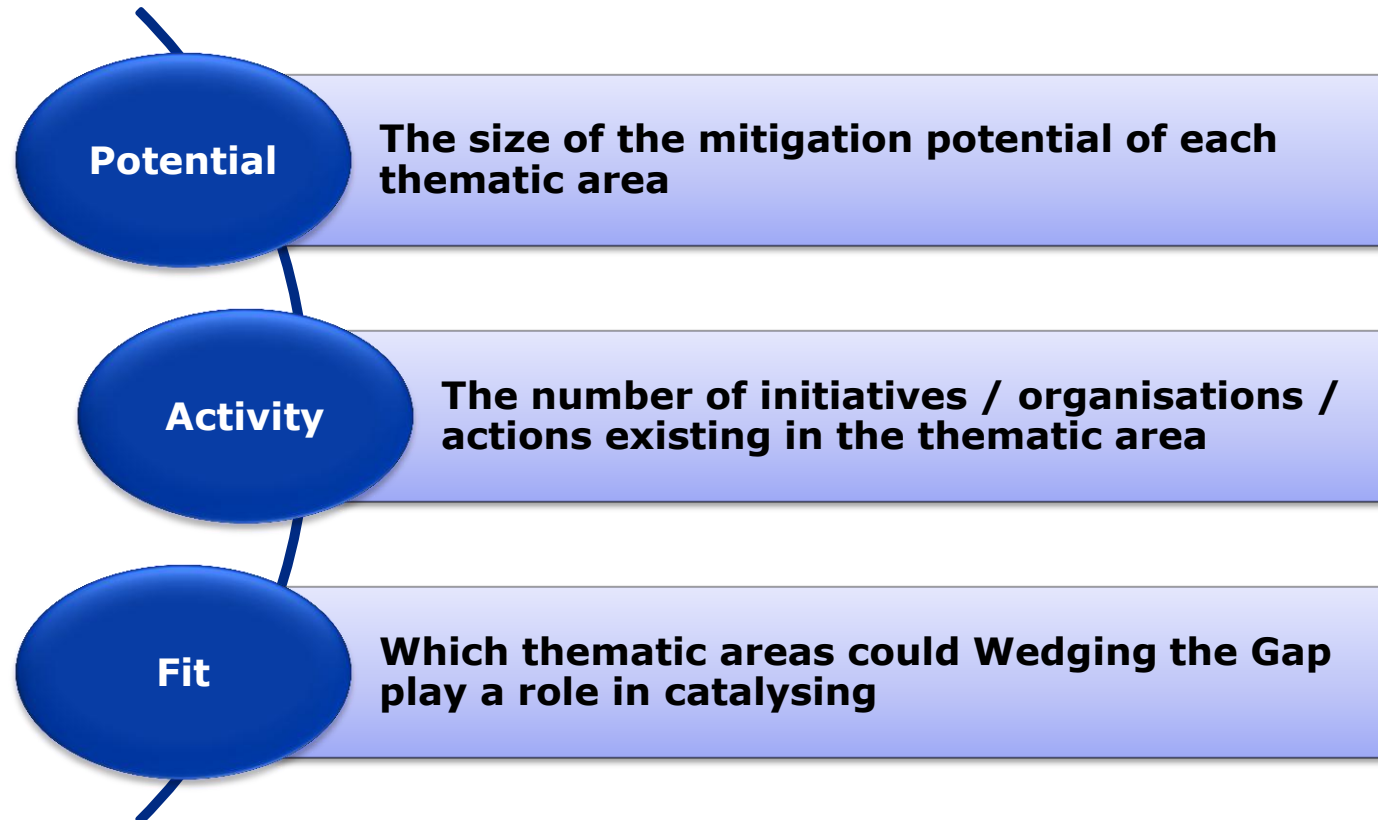 Potential
The size of the mitigation potential of each
thematic area
Activity
The number of initiatives / organisations /
actions existing in the thematic area
Fit
Which thematic areas could Wedging the Gap
play a role in catalysing